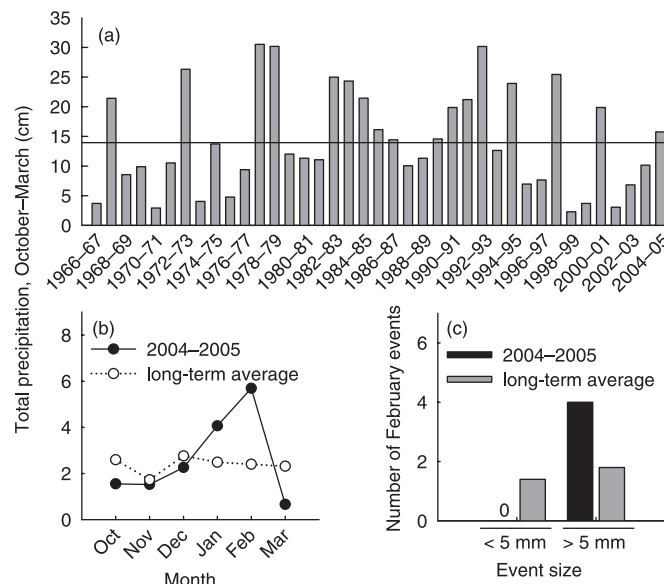 (a)
Total precipitation, October–March (cm)
35
30
25
20
15
10
5
0
1966–67
1968–69
1970–71
1972–73
1974–75
1976–77
1978–79
1980–81
1982–83
1984–85
1986–87
1988–89
1990–91
1992–93
1994–95
1996–97
1998–99
2000–01
2002–03
2004–05
(b)
8
6
4
2
0
2004–2005
long-term average
Oct
Nov
Dec
Jan
Feb
Mar
Month
(c)
Number of February events
6
4
2
0
2004–2005
long-term average
0
< 5 mm
> 5 mm
Event size